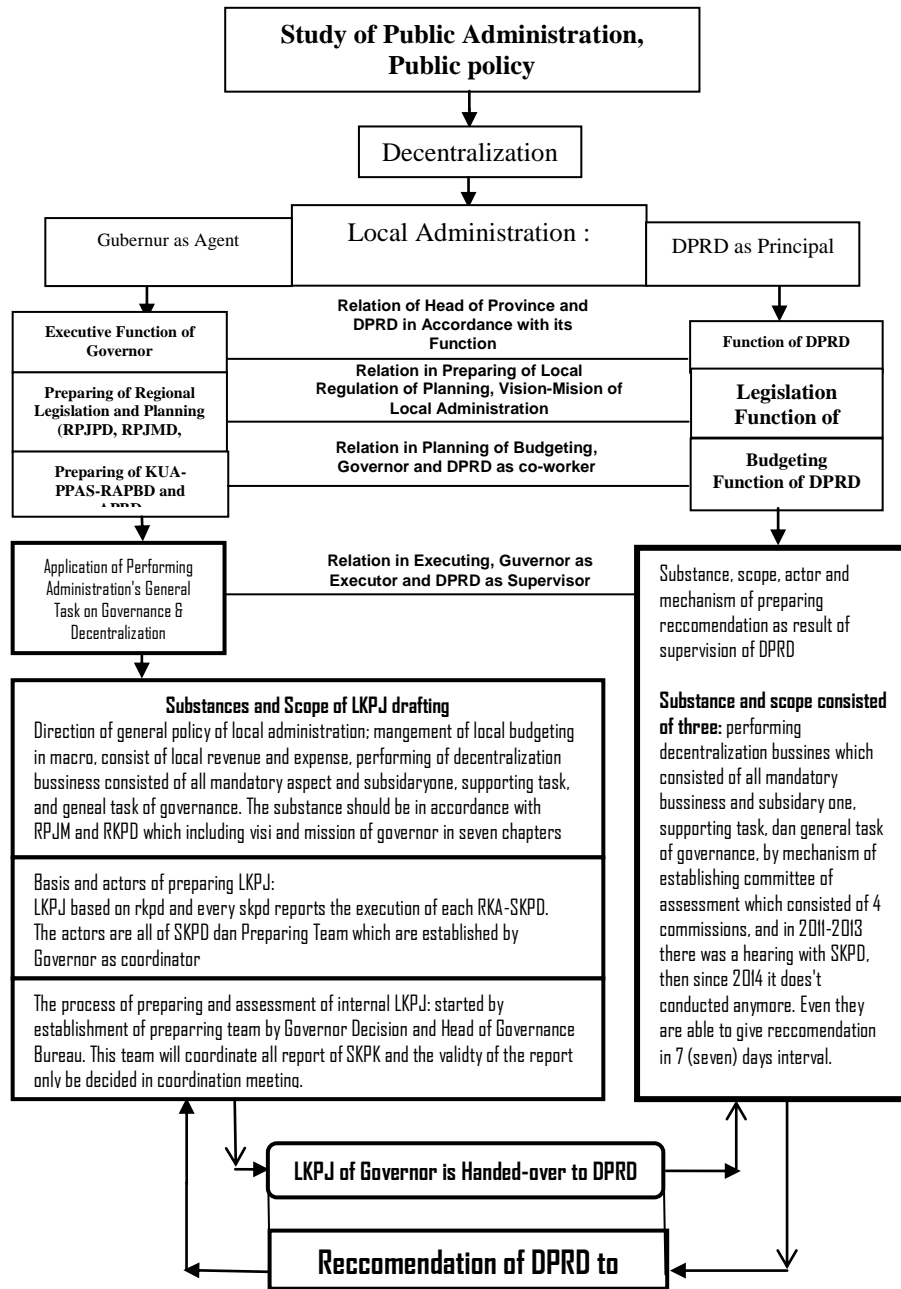 Study of Public Administration,
Public policy
Decentralization
Gubernur as Agent
Local Administration :
DPRD as Principal
Relation of Head of Province and
DPRD in Accordance with its
Function
Executive Function of
Governor
Function of DPRD
Relation in Preparing of Local
Regulation of Planning, Vision-Mision of
Local Administration
Preparing of Regional
Legislation and Planning
(RPJPD, RPJMD,
Legislation
Function of
Relation in Planning of Budgeting,
Governor and DPRD as co-worker
Preparing of KUA-
PPAS-RAPBD and
Budgeting
Function of DPRD
Relation in Executing, Guvernor as
Executor and DPRD as Supervisor
Application of Performing
Administration's General
Task on Governance &
Decentralization
Substance, scope, actor and
mechanism of preparing
reccomendation as result of
supervision of DPRD
Substance and scope consisted
of three: performing
decentralization bussines which
consisted of all mandatory
bussiness and subsidary one,
supporting task, dan general task
of governance, by mechanism of
establishing committee of
assessment which consisted of 4
commissions, and in 2011-2013
there was a hearing with SKPD,
then since 2014 it does't
conducted anymore. Even they
are able to give reccomendation
in 7 (seven) days interval.
Substances and Scope of LKPJ drafting
Direction of general policy of local administration; mangement of local budgeting
in macro, consist of local revenue and expense, performing of decentralization
bussiness consisted of all mandatory aspect and subsidaryone, supporting task,
and geneal task of governance. The substance should be in accordance with
RPJM and RKPD which including visi and mission of governor in seven chapters
Basis and actors of preparing LKPJ:
LKPJ based on rkpd and every skpd reports the execution of each RKA-SKPD.
The actors are all of SKPD dan Preparing Team which are established by
Governor as coordinator
The process of preparing and assessment of internal LKPJ: started by
establishment of preparring team by Governor Decision and Head of Governance
Bureau. This team will coordinate all report of SKPK and the validty of the report
only be decided in coordination meeting.
LKPJ of Governor is Handed-over to DPRD
Reccomendation of DPRD to